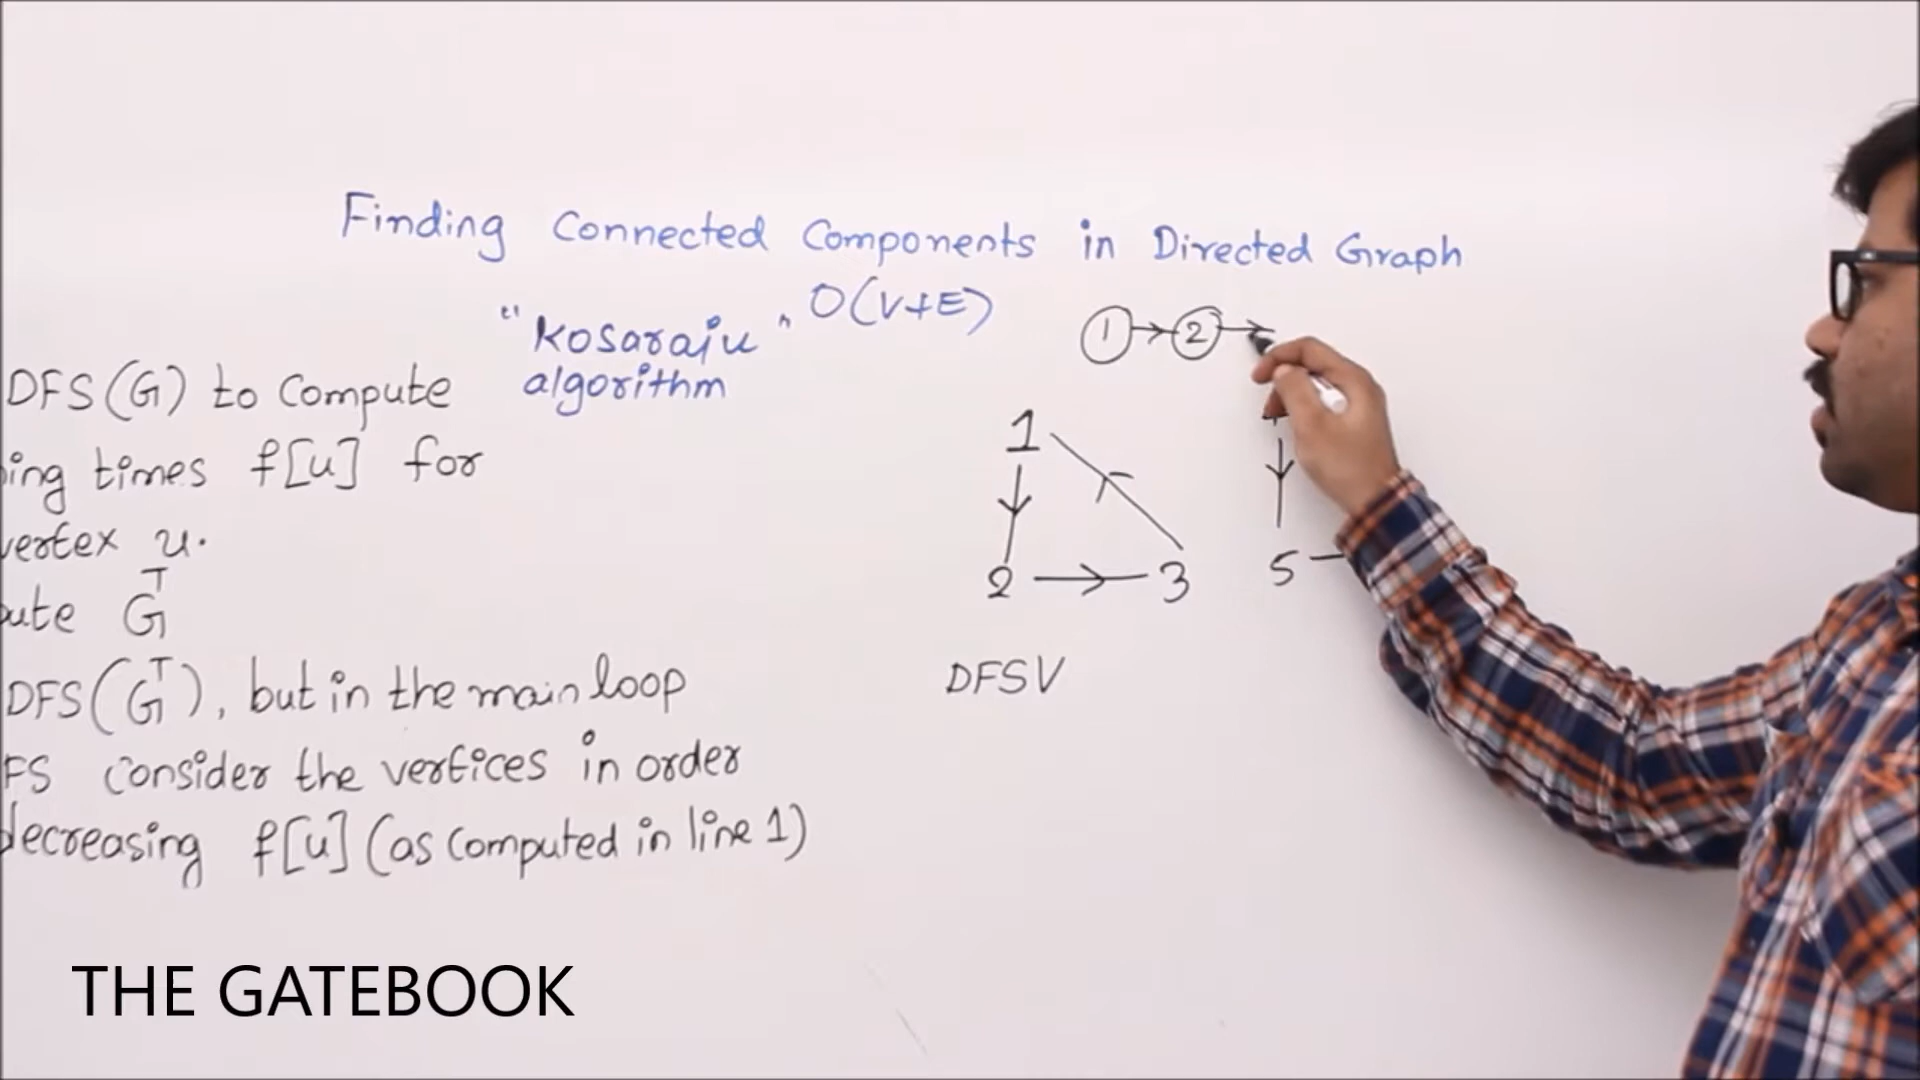 Finding Connected Components in Directed Graph
"Kosaraju" O(V+E)
algorithm
DFS(G) to Compute
ing times f[u] for
vertex u.
ute G^T
DFS(G^T), but in the main loop
FS consider the vertices in order
decreasing f[u] (as computed in line 1)
1 → 2 →
1
2 3 5
DFSV
THE GATEBOOK